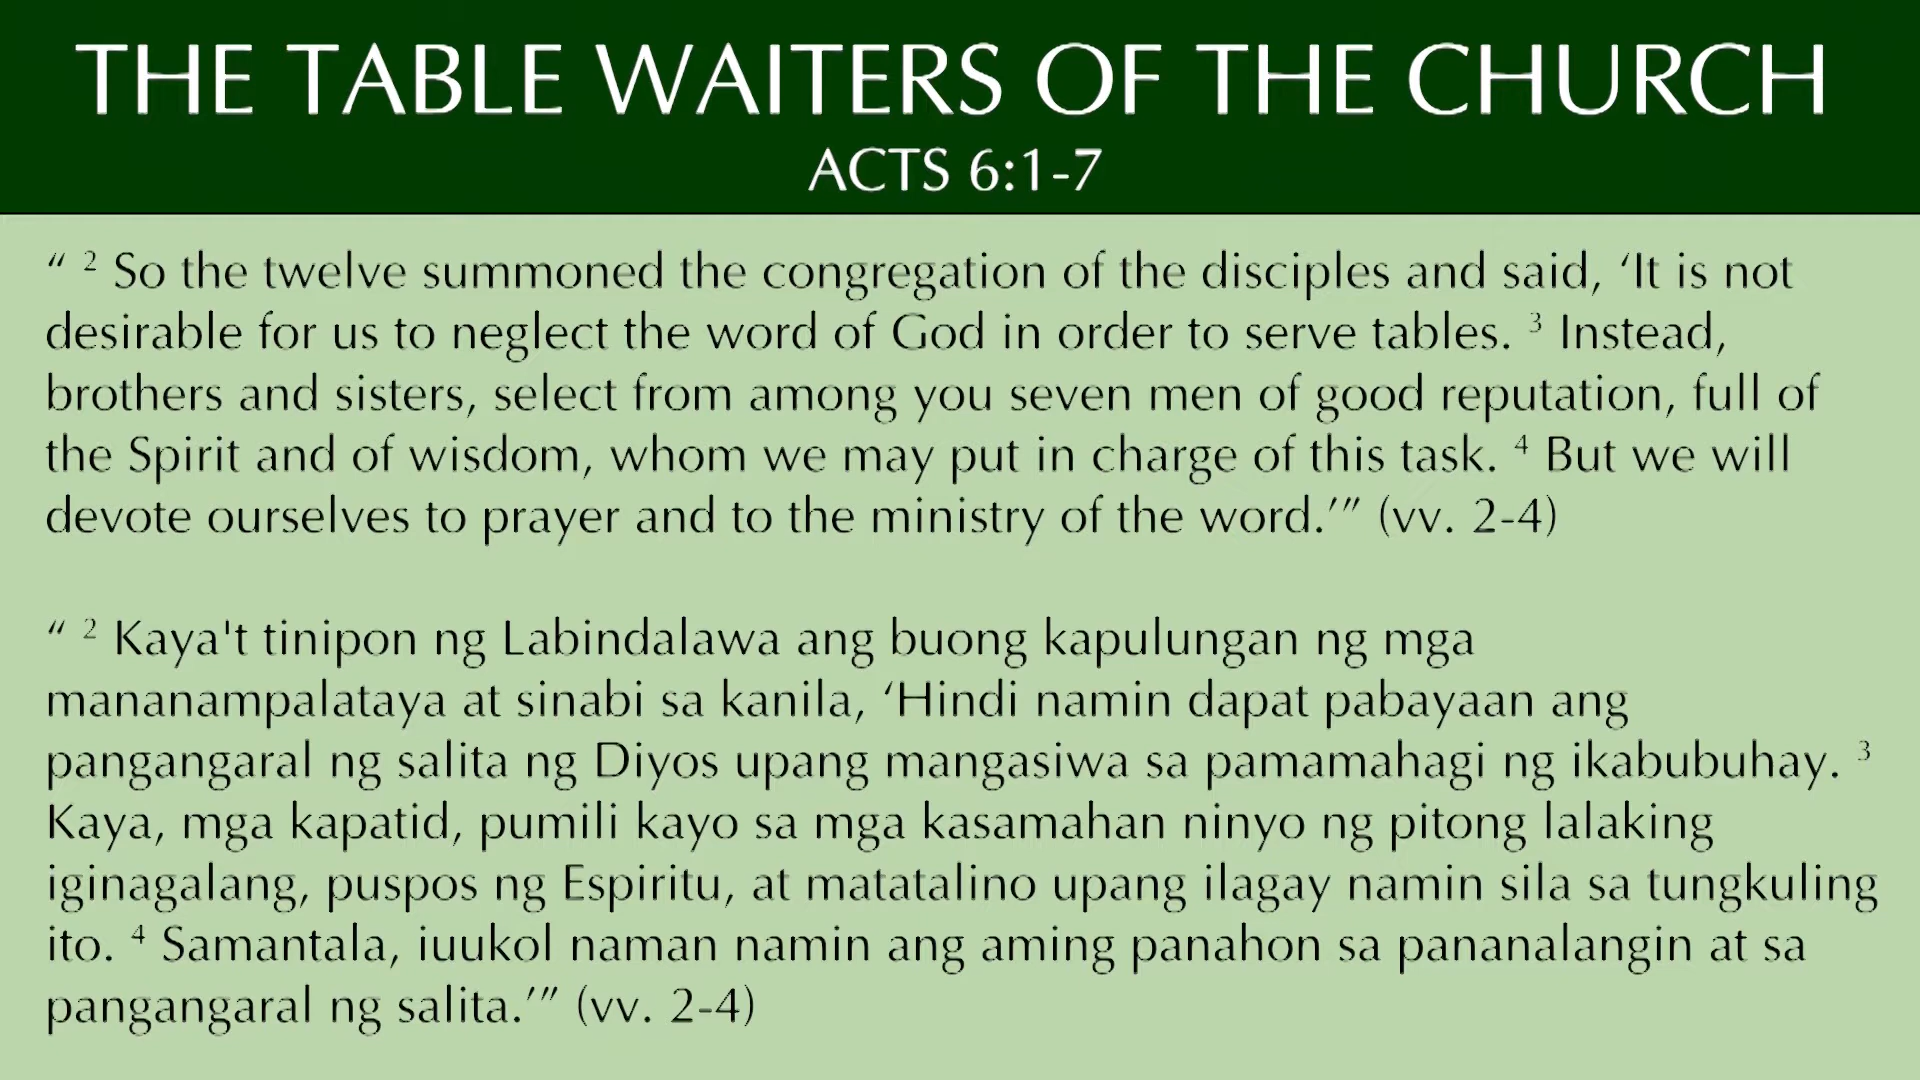 THE TABLE WAITERS OF THE CHURCH
ACTS 6:1-7
“ ² So the twelve summoned the congregation of the disciples and said, ‘It is not
desirable for us to neglect the word of God in order to serve tables. ³ Instead,
brothers and sisters, select from among you seven men of good reputation, full of
the Spirit and of wisdom, whom we may put in charge of this task. ⁴ But we will
devote ourselves to prayer and to the ministry of the word.’” (vv. 2-4)
“ ² Kaya't tinipon ng Labindalawa ang buong kapulungan ng mga
mananampalataya at sinabi sa kanila, ‘Hindi namin dapat pabayaan ang
pangangaral ng salita ng Diyos upang mangasiwa sa pamamahagi ng ikabubuhay. ³
Kaya, mga kapatid, pumili kayo sa mga kasamahan ninyo ng pitong lalaking
iginagalang, puspos ng Espiritu, at matatalino upang ilagay namin sila sa tungkuling
ito. ⁴ Samantala, iuukol naman namin ang aming panahon sa pananalangin at sa
pangangaral ng salita.’” (vv. 2-4)